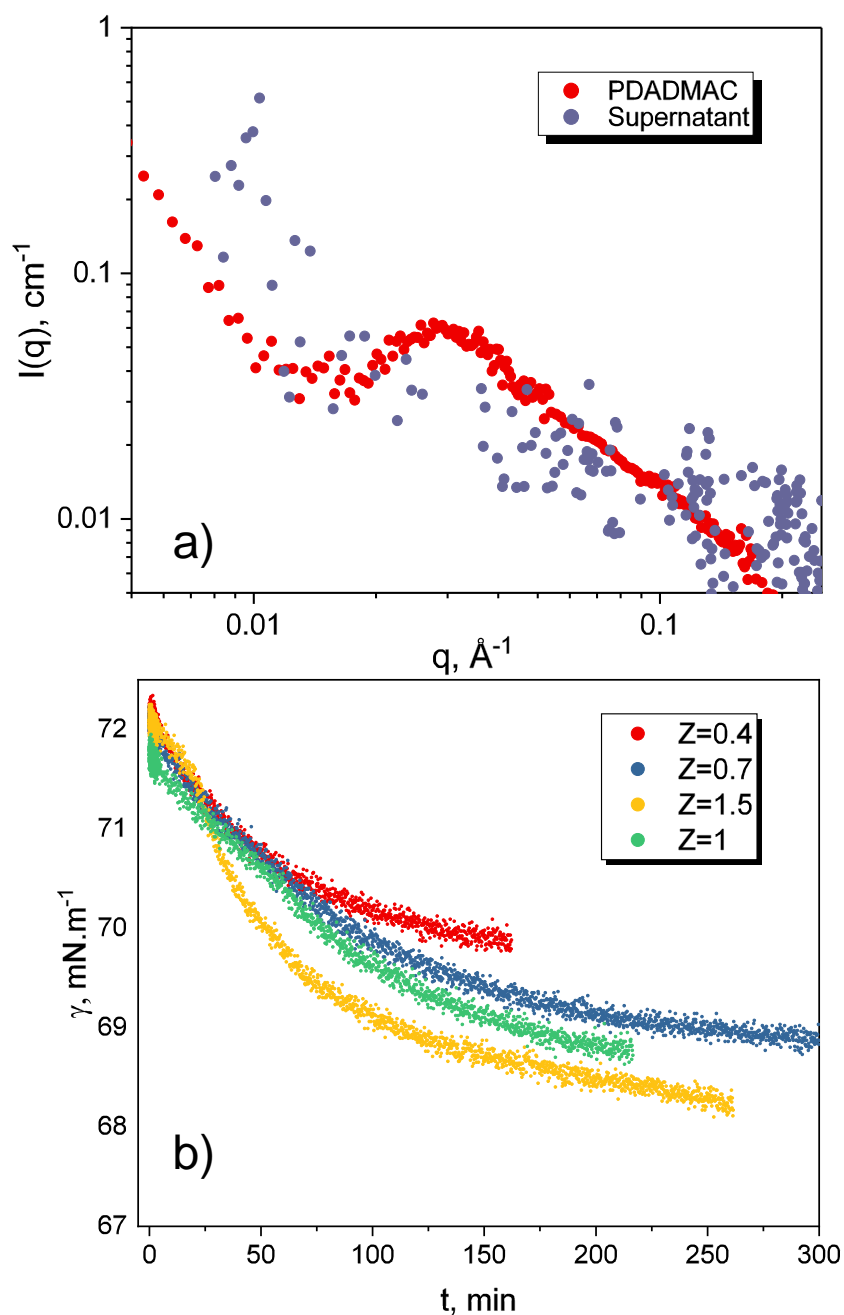 1
PDADMAC
Supernatant
0.1
I(q), cm⁻¹
0.01
a)
0.01
0.1
q, Å⁻¹
72
Z=0.4
Z=0.7
Z=1.5
Z=1
71
70
γ, mN.m⁻¹
69
68
b)
67
0 50 100 150 200 250 300
t, min